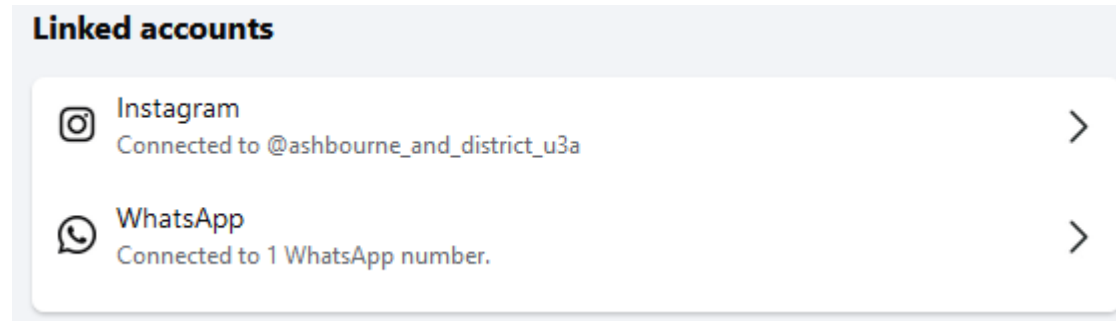 Linked accounts
Instagram
Connected to @ashbourne_and_district_u3a
WhatsApp
Connected to 1 WhatsApp number.